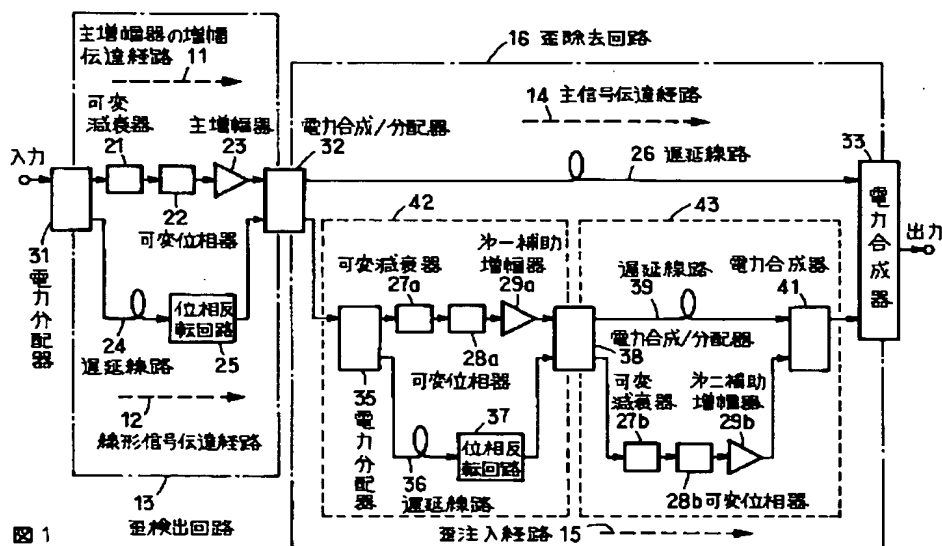 主増幅器の増幅
伝達経路 11
可変
減衰器
21
主増幅器
23
入力
22
可変位相器
31
電力分配器
24
遅延線路
位相反
転回路
25
12
線形信号伝達経路
13
歪検出回路
図1
16 歪除去回路
14 主信号伝達経路
電力合成/分配器
32
26 遅延線路
33
電力合成器
出力
42
可変減衰器
27a
才一補助
増幅器
29a
28a
可変位相器
35
電力分配器
36
遅延線路
37
位相反
転回路
38
43
遅延線路
39
電力合成器
41
電力合成/分配器
可変
減衰器
27b
才二補助
増幅器
29b
28b可変位相器
歪注入経路 15